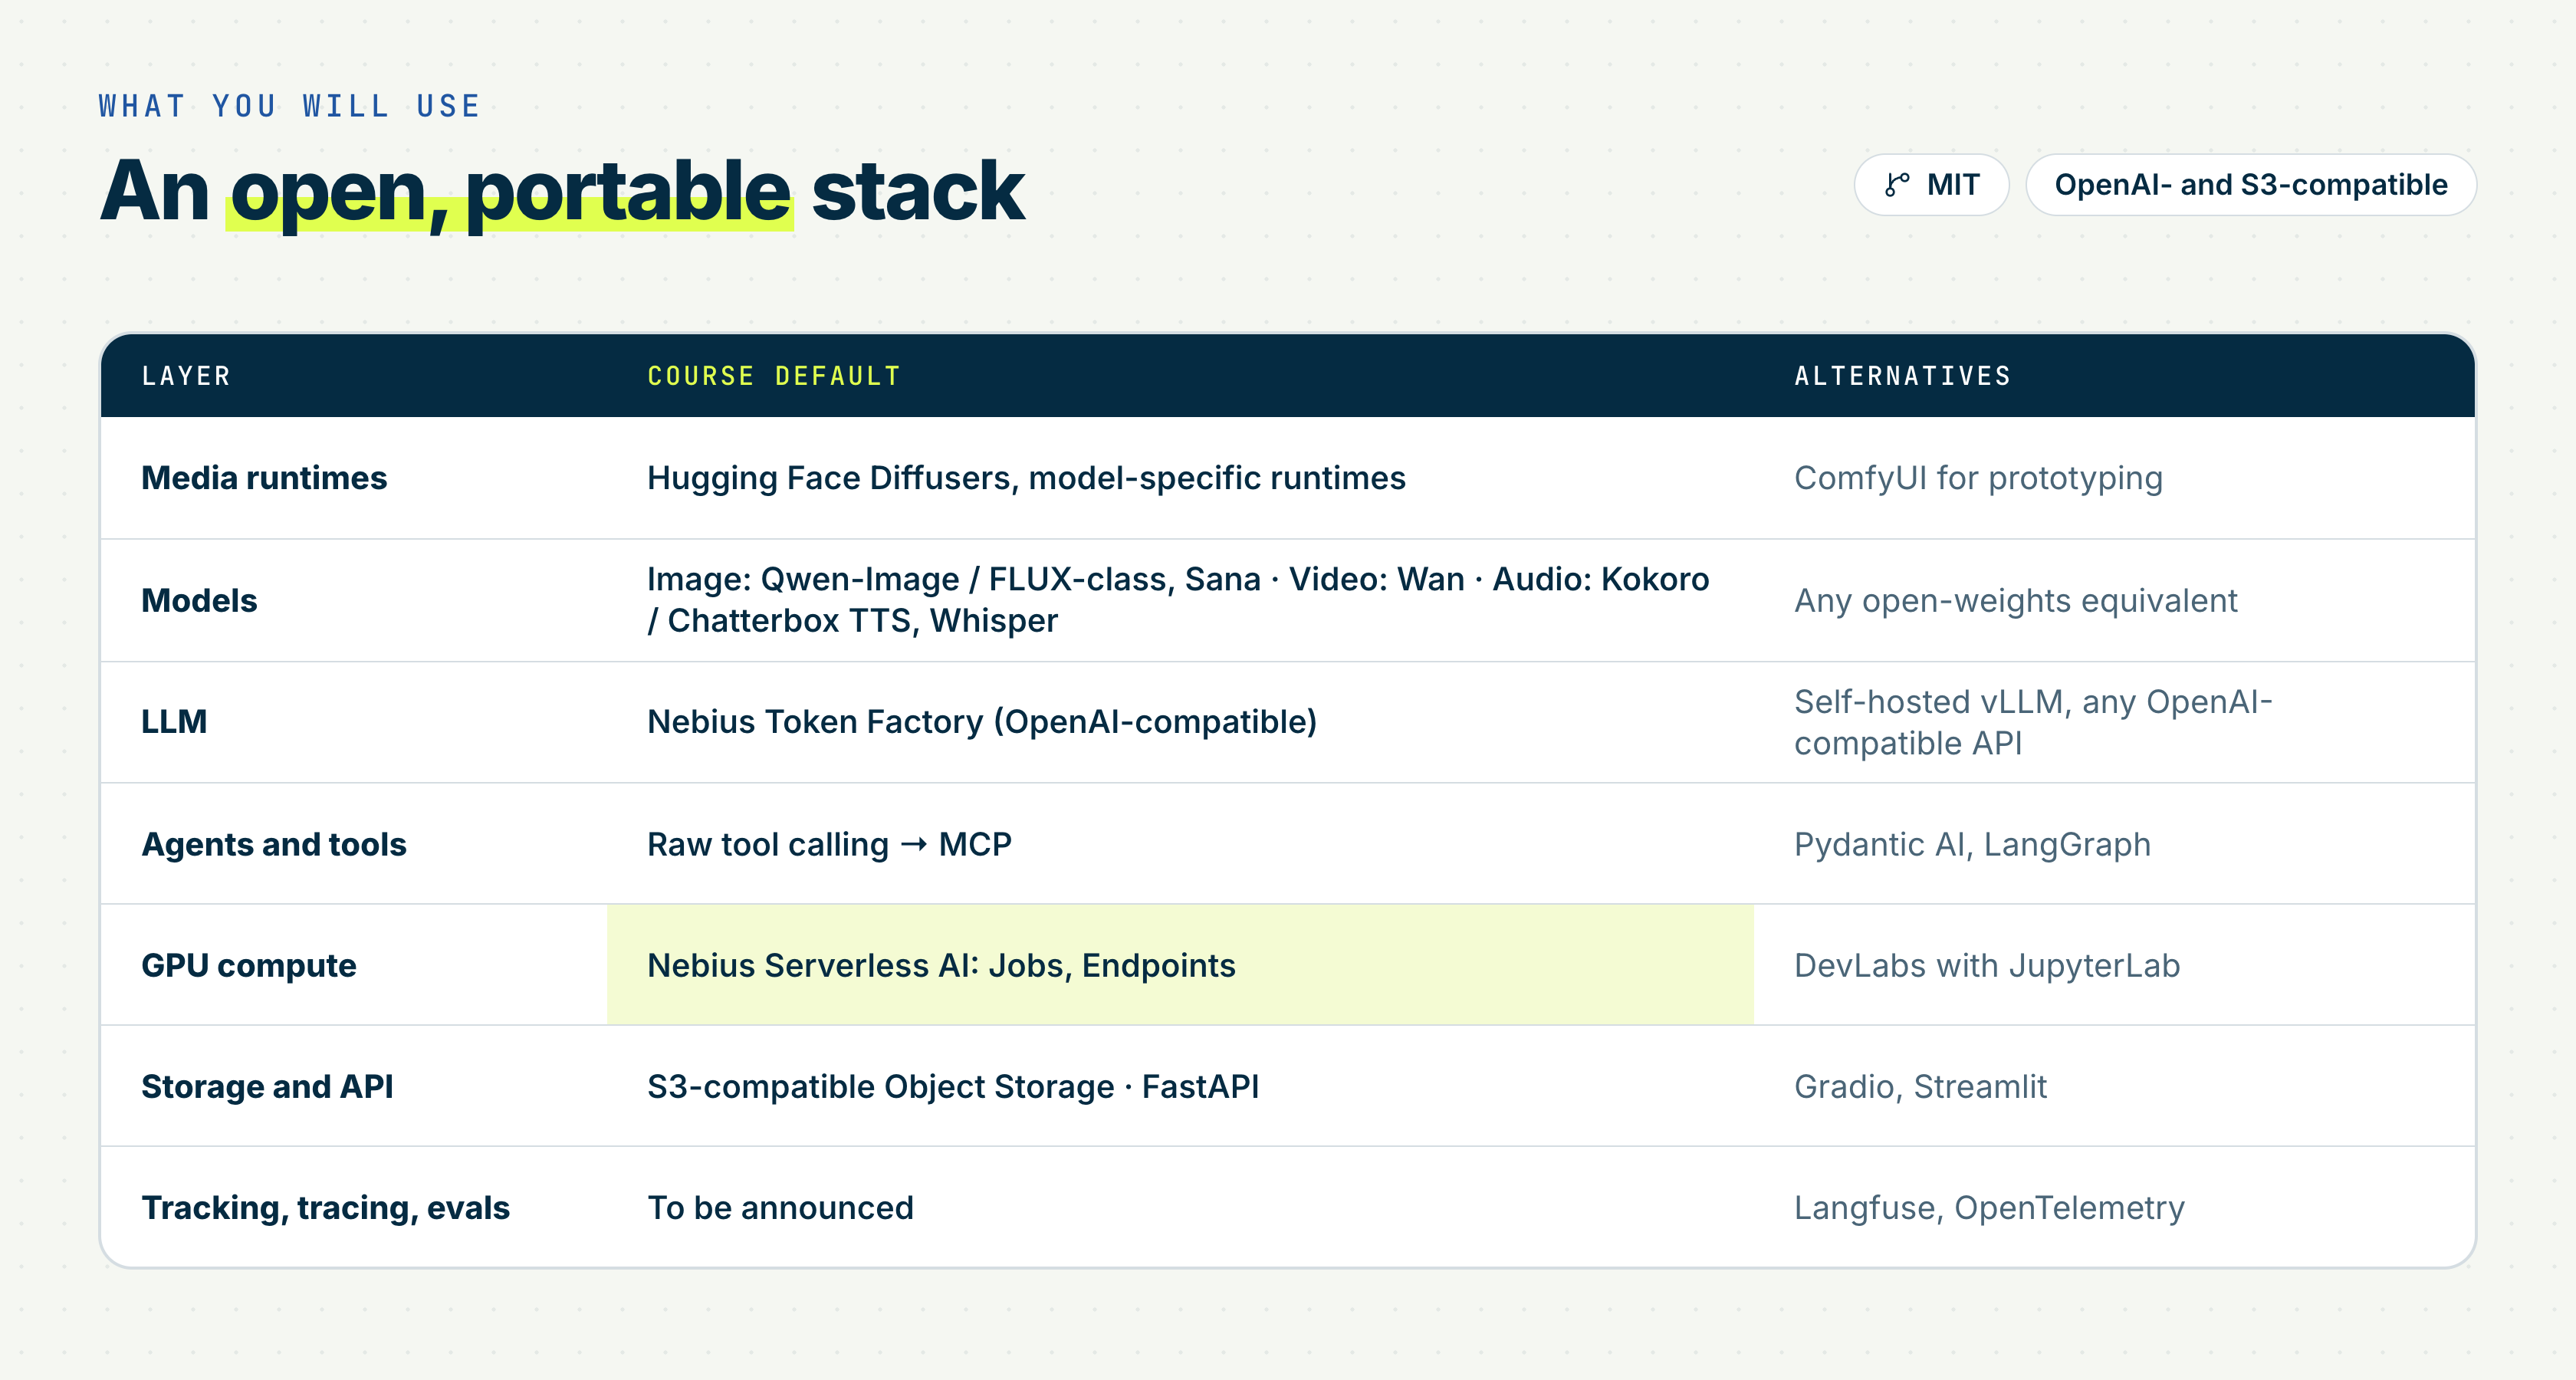 WHAT YOU WILL USE
An open, portable stack
MIT
OpenAI- and S3-compatible
LAYER
COURSE DEFAULT
ALTERNATIVES
Media runtimes
Hugging Face Diffusers, model-specific runtimes
ComfyUI for prototyping
Models
Image: Qwen-Image / FLUX-class, Sana · Video: Wan · Audio: Kokoro
/ Chatterbox TTS, Whisper
Any open-weights equivalent
LLM
Nebius Token Factory (OpenAI-compatible)
Self-hosted vLLM, any OpenAI-
compatible API
Agents and tools
Raw tool calling → MCP
Pydantic AI, LangGraph
GPU compute
Nebius Serverless AI: Jobs, Endpoints
DevLabs with JupyterLab
Storage and API
S3-compatible Object Storage · FastAPI
Gradio, Streamlit
Tracking, tracing, evals
To be announced
Langfuse, OpenTelemetry